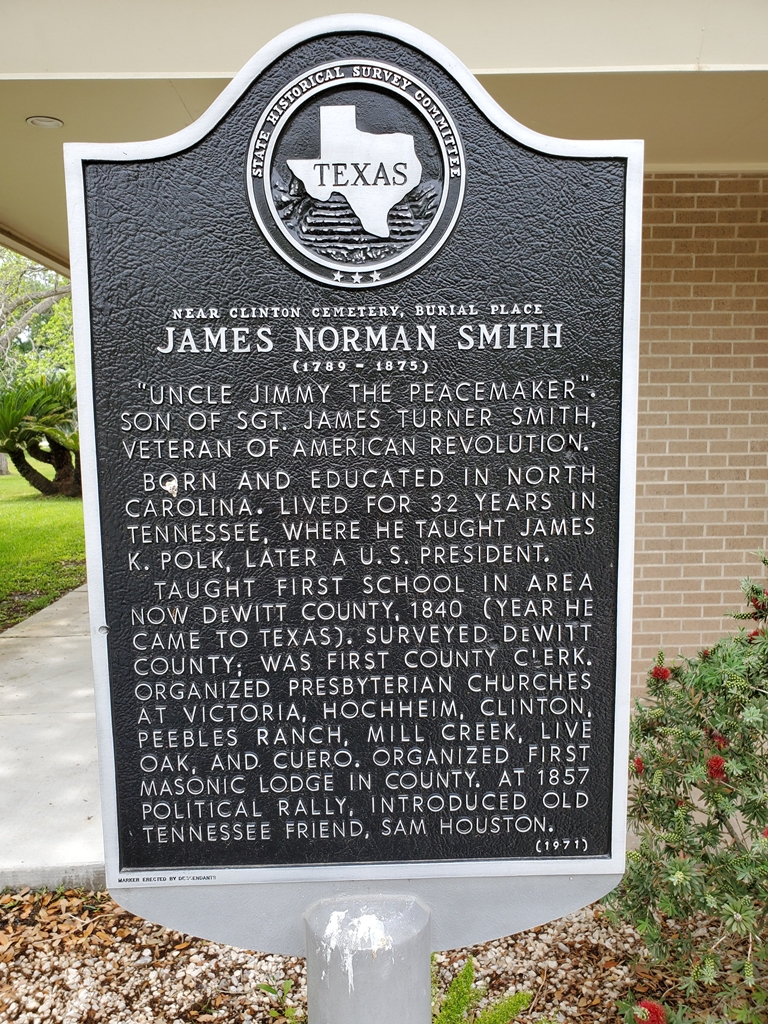 STATE HISTORICAL SURVEY COMMITTEE
TEXAS
NEAR CLINTON CEMETERY, BURIAL PLACE
JAMES NORMAN SMITH
(1789 - 1875)
"UNCLE JIMMY THE PEACEMAKER".
SON OF SGT. JAMES TURNER SMITH,
VETERAN OF AMERICAN REVOLUTION.
BORN AND EDUCATED IN NORTH
CAROLINA. LIVED FOR 32 YEARS IN
TENNESSEE, WHERE HE TAUGHT JAMES
K. POLK, LATER A U.S. PRESIDENT.
TAUGHT FIRST SCHOOL IN AREA
NOW DeWITT COUNTY, 1840 (YEAR HE
CAME TO TEXAS). SURVEYED DeWITT
COUNTY; WAS FIRST COUNTY CLERK.
ORGANIZED PRESBYTERIAN CHURCHES
AT VICTORIA, HOCHHEIM, CLINTON,
PEEBLES RANCH, MILL CREEK, LIVE
OAK, AND CUERO. ORGANIZED FIRST
MASONIC LODGE IN COUNTY. AT 1857
POLITICAL RALLY, INTRODUCED OLD
TENNESSEE FRIEND, SAM HOUSTON.
(1971)
MARKER ERECTED BY DESCENDANTS